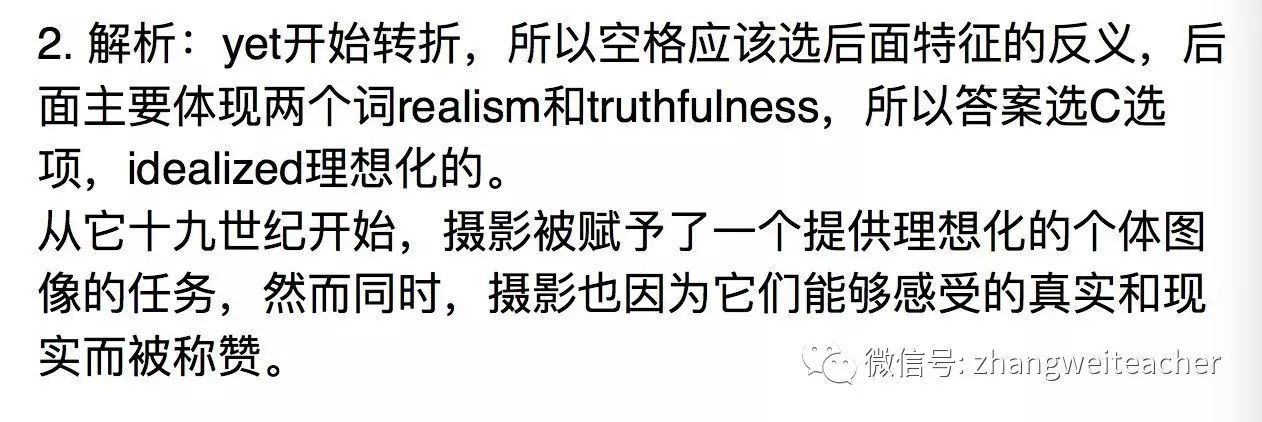 2. 解析：yet开始转折，所以空格应该选后面特征的反义，后
面主要体现两个词realism和truthfulness，所以答案选C选
项，idealized理想化的。
从它十九世纪开始，摄影被赋予了一个提供理想化的个体图
像的任务，然而同时，摄影也因为它们能够感受的真实和现
实而被称赞。
微信号: zhangweiteacher